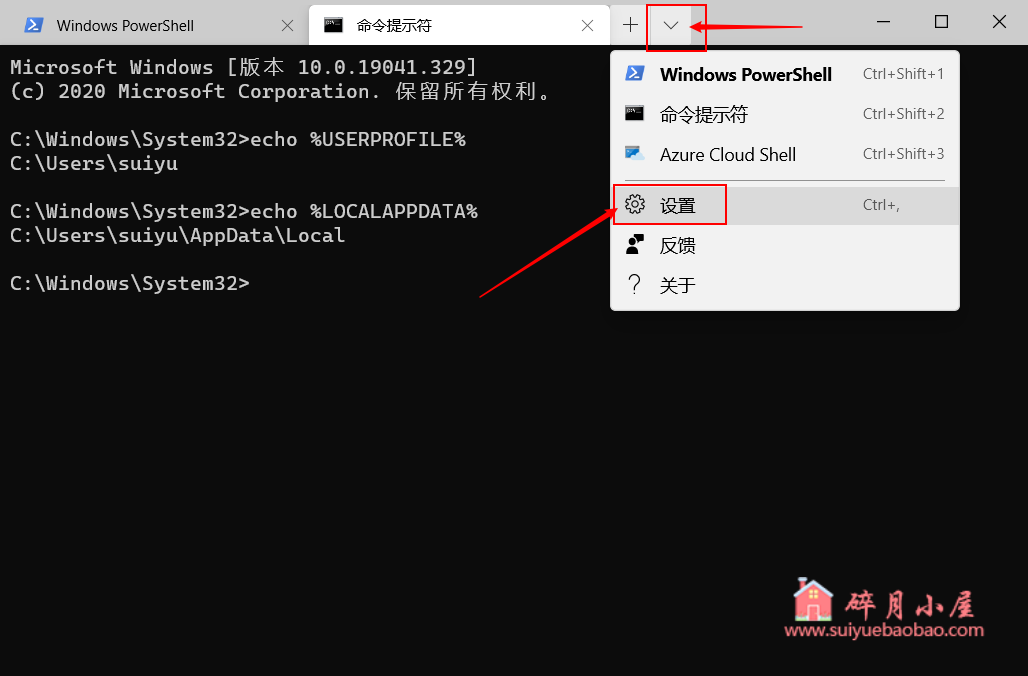 Windows PowerShell
命令提示符
Microsoft Windows [版本 10.0.19041.329]
(c) 2020 Microsoft Corporation. 保留所有权利。
C:\Windows\System32>echo %USERPROFILE%
C:\Users\suiyu
C:\Windows\System32>echo %LOCALAPPDATA%
C:\Users\suiyu\AppData\Local
C:\Windows\System32>
Windows PowerShell Ctrl+Shift+1
命令提示符 Ctrl+Shift+2
Azure Cloud Shell Ctrl+Shift+3
设置 Ctrl+,
反馈
关于
碎月小屋
www.suiyuebaobao.com